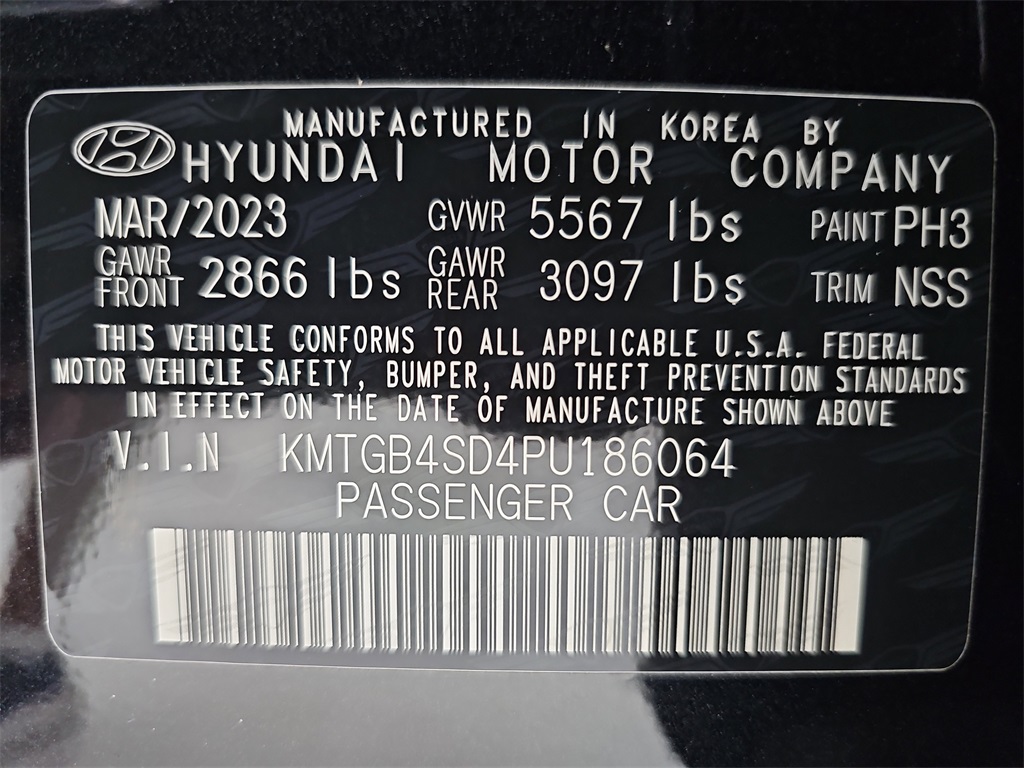 MANUFACTURED IN KOREA BY
HYUNDAI MOTOR COMPANY
MAR/2023 GVWR 5567 lbs PAINT PH3
GAWR FRONT 2866 lbs GAWR REAR 3097 lbs TRIM NSS
THIS VEHICLE CONFORMS TO ALL APPLICABLE U.S.A. FEDERAL
MOTOR VEHICLE SAFETY, BUMPER, AND THEFT PREVENTION STANDARDS
IN EFFECT ON THE DATE OF MANUFACTURE SHOWN ABOVE
V.I.N KMTGB4SD4PU186064
PASSENGER CAR